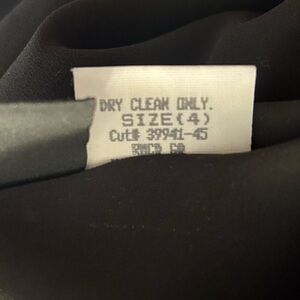 DRY CLEAN ONLY.
SIZE(4)
Cut# 39941-45